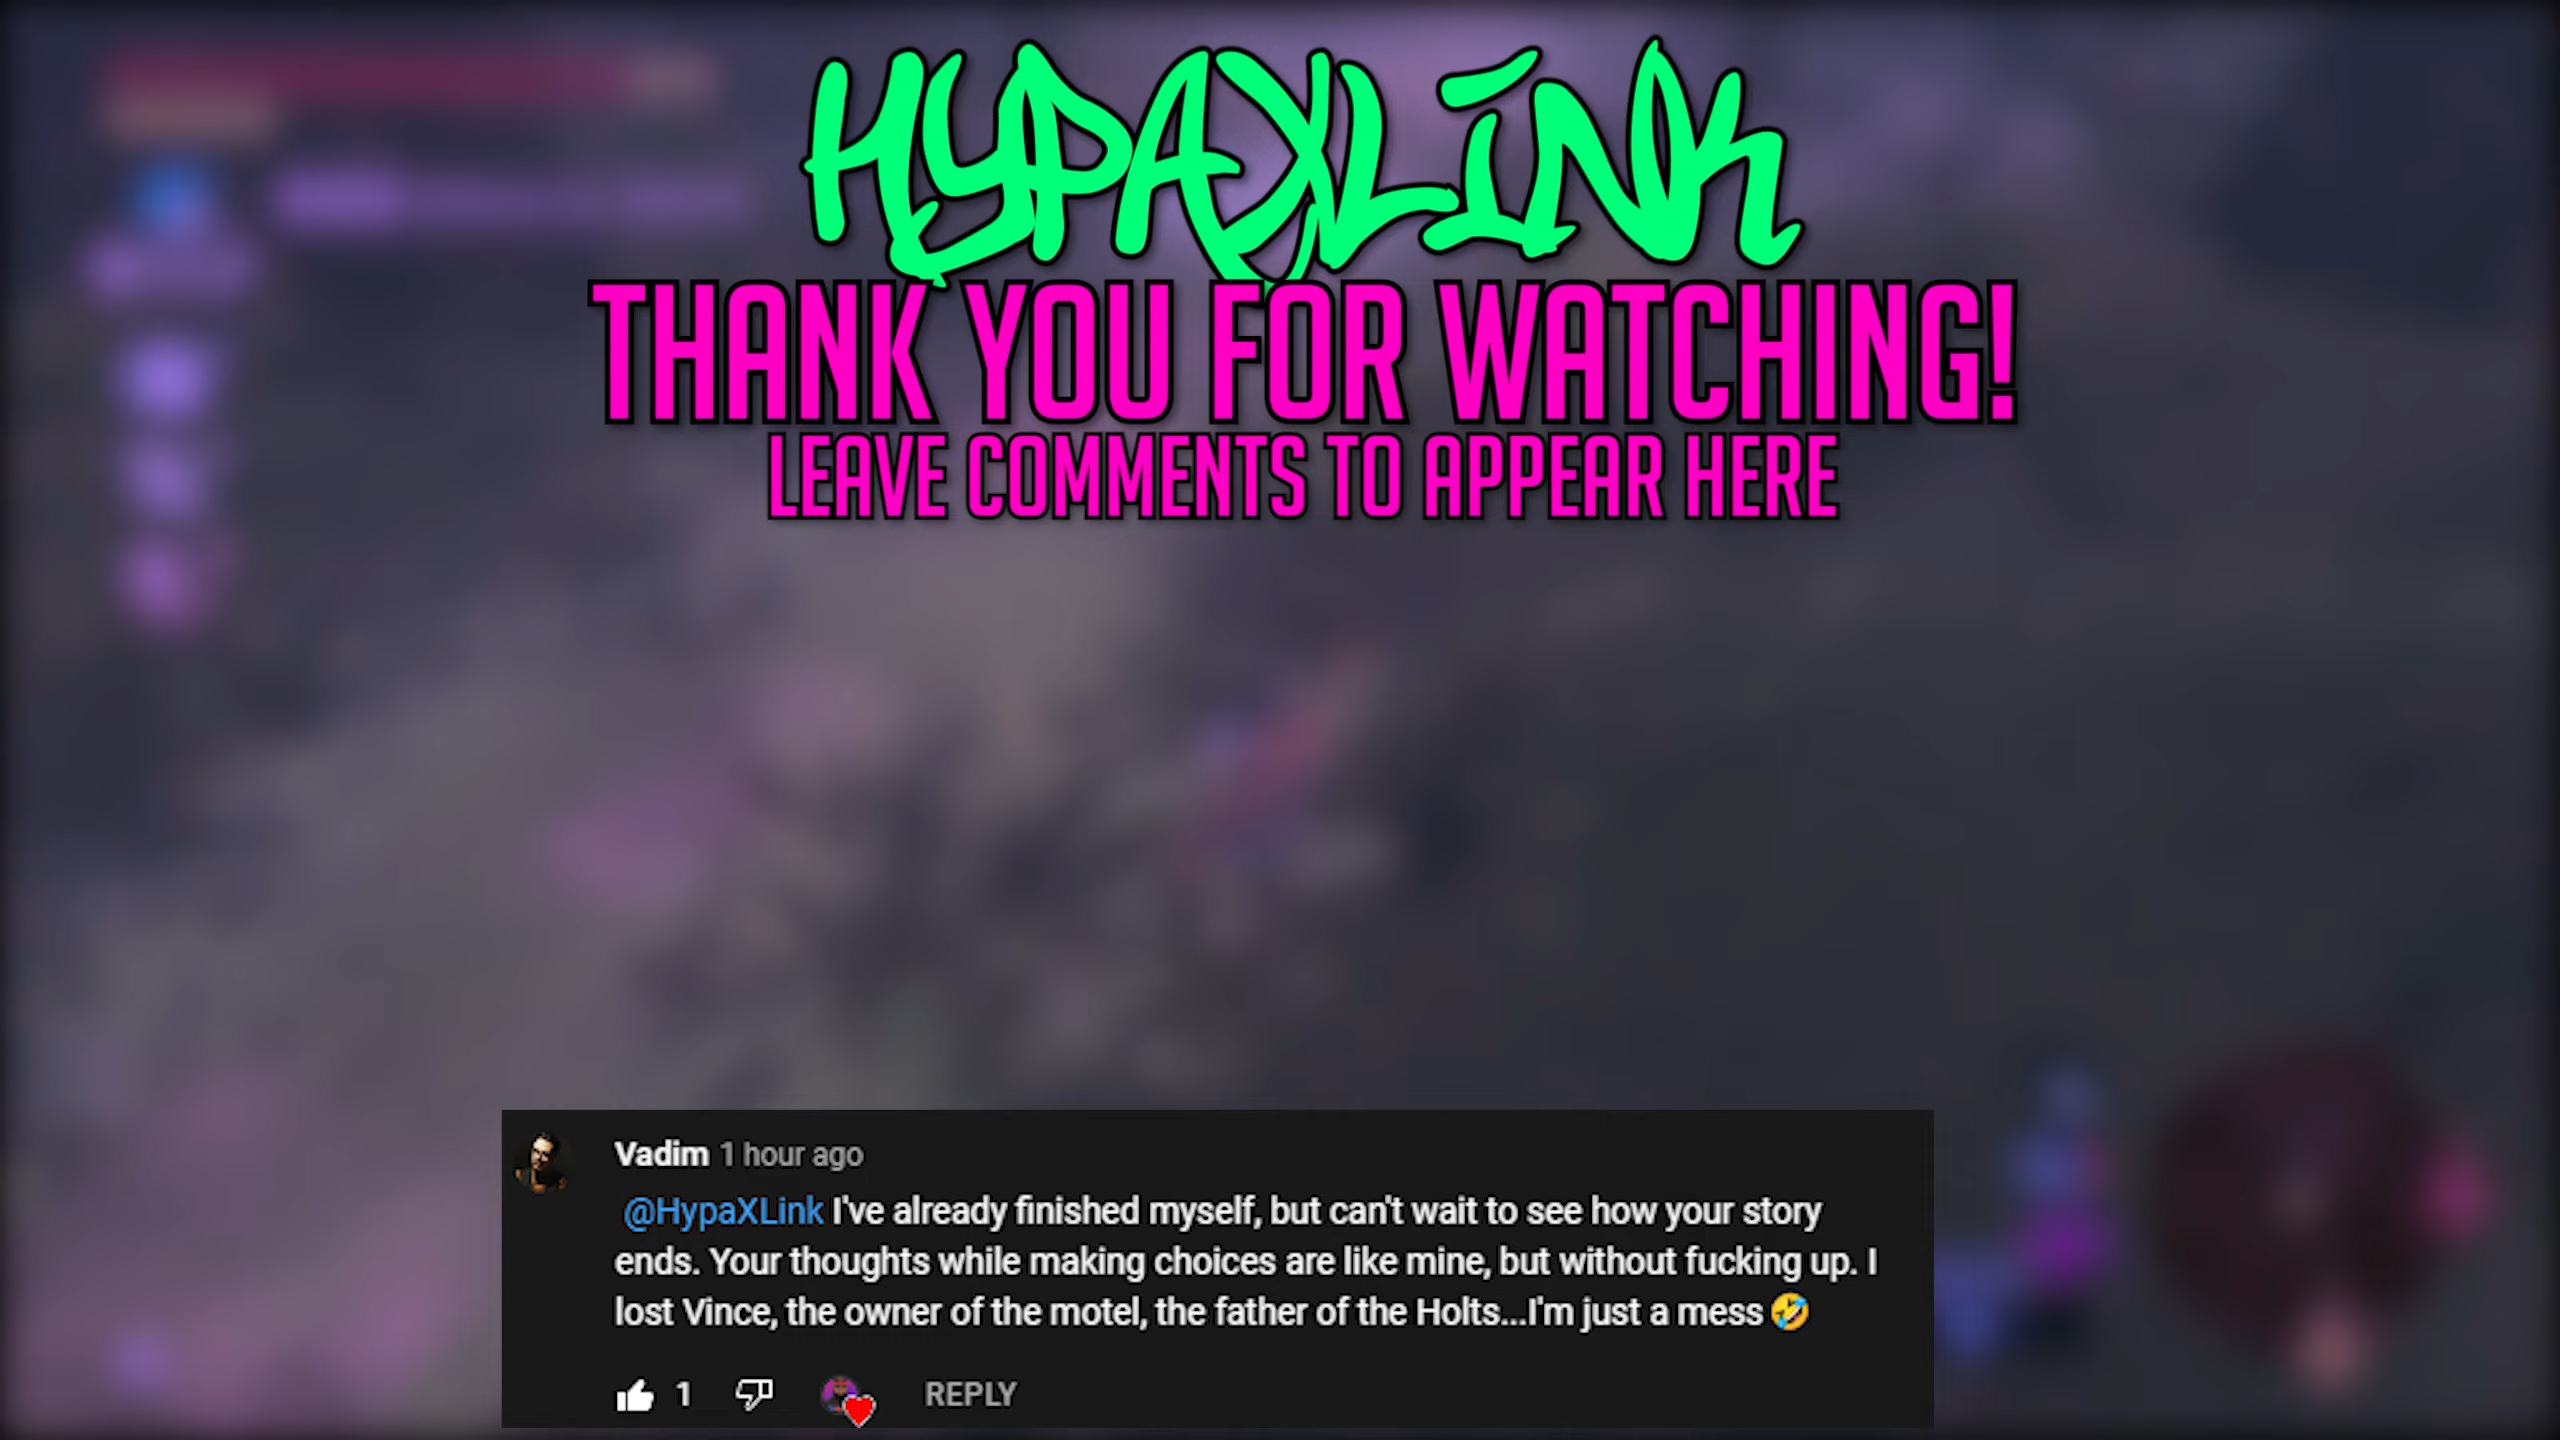 HYPAXLINK
THANK YOU FOR WATCHING!
LEAVE COMMENTS TO APPEAR HERE
Vadim 1 hour ago
@HypaXLink I've already finished myself, but can't wait to see how your story
ends. Your thoughts while making choices are like mine, but without fucking up. I
lost Vince, the owner of the motel, the father of the Holts...I'm just a mess 🤣
1 REPLY